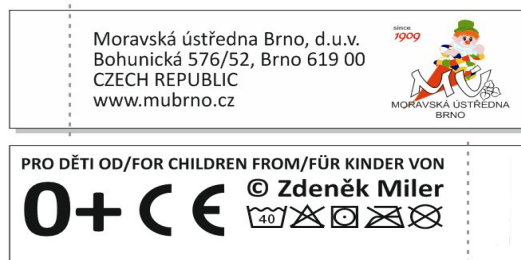 Moravská ústředna Brno, d.u.v.
Bohunická 576/52, Brno 619 00
CZECH REPUBLIC
www.mubrno.cz
since
1909
MU
MORAVSKÁ ÚSTŘEDNA
BRNO
PRO DĚTI OD/FOR CHILDREN FROM/FÜR KINDER VON
0+ CE
© Zdeněk Miler
40